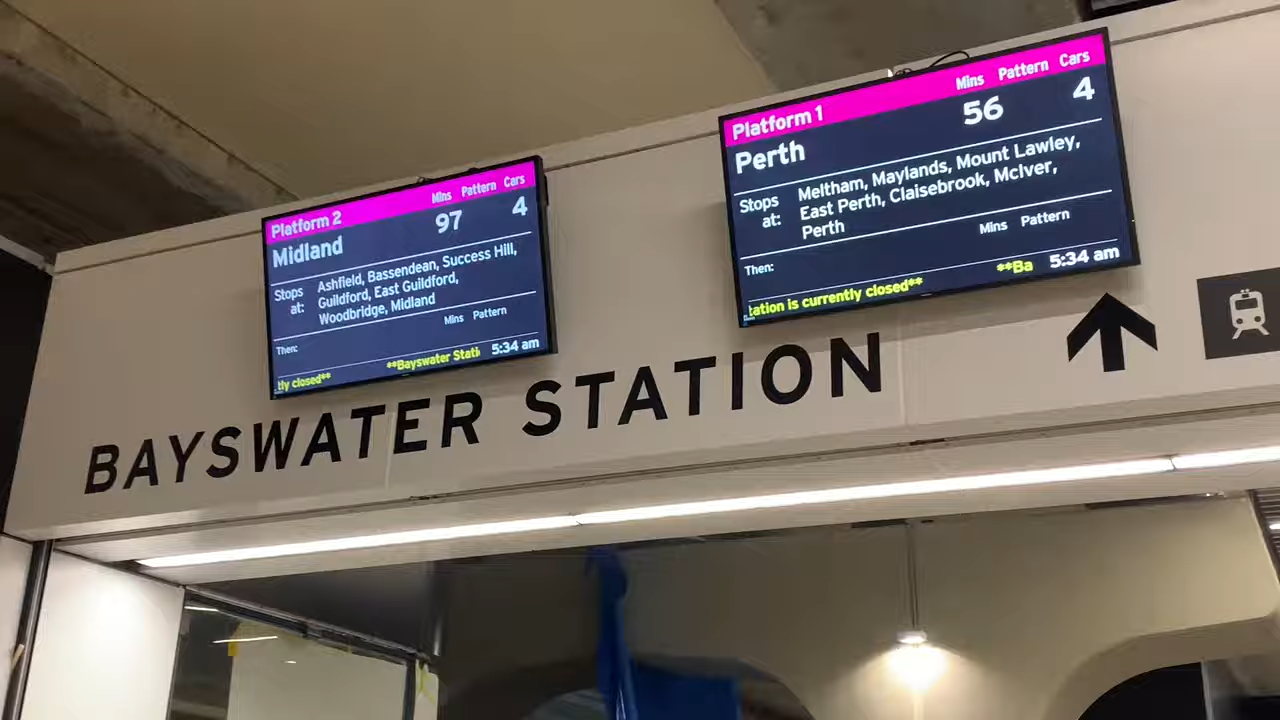 Platform 2 Mins Pattern Cars
Midland 97 4
Stops at: Ashfield, Bassendean, Success Hill,
Guildford, East Guildford,
Woodbridge, Midland
Mins Pattern
Then:
tly closed** **Bayswater Stati 5:34 am
Platform 1 Mins Pattern Cars
Perth 56 4
Stops at: Meltham, Maylands, Mount Lawley,
East Perth, Claisebrook, McIver,
Perth
Mins Pattern
Then:
tation is currently closed** **Ba 5:34 am
BAYSWATER STATION